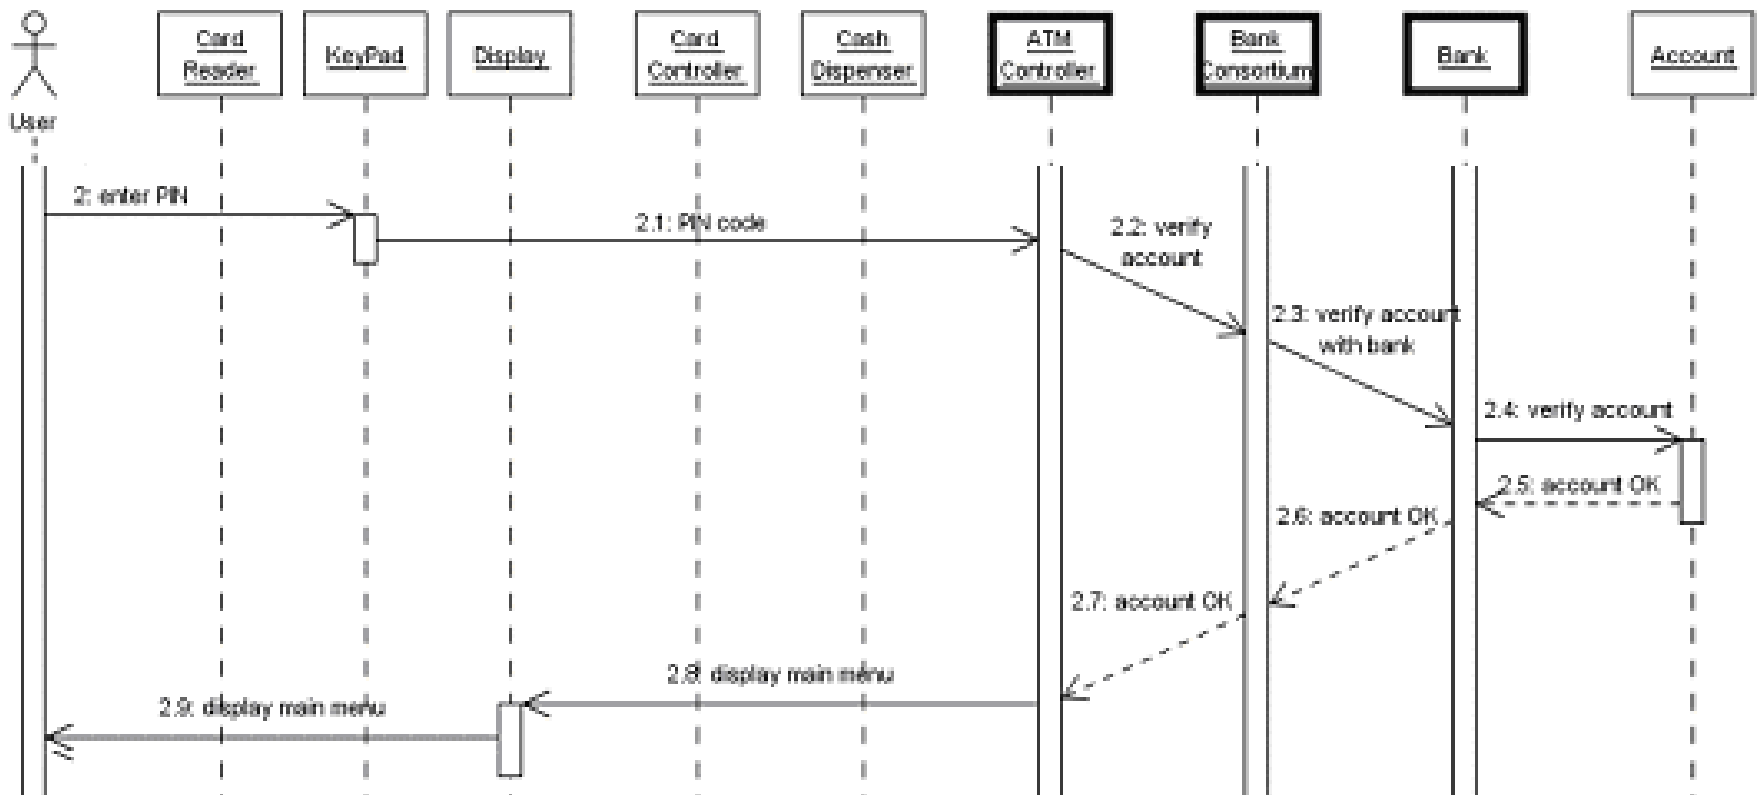 Card
Reader
KeyPad
Display
Card
Controller
Cash
Dispenser
ATM
Controller
Bank
Consortium
Bank
Account
User
2: enter PIN
2.1: PIN code
2.2: verify
account
2.3: verify account
with bank
2.4: verify account
2.5: account OK
2.6: account OK
2.7: account OK
2.8: display main menu
2.9: display main menu